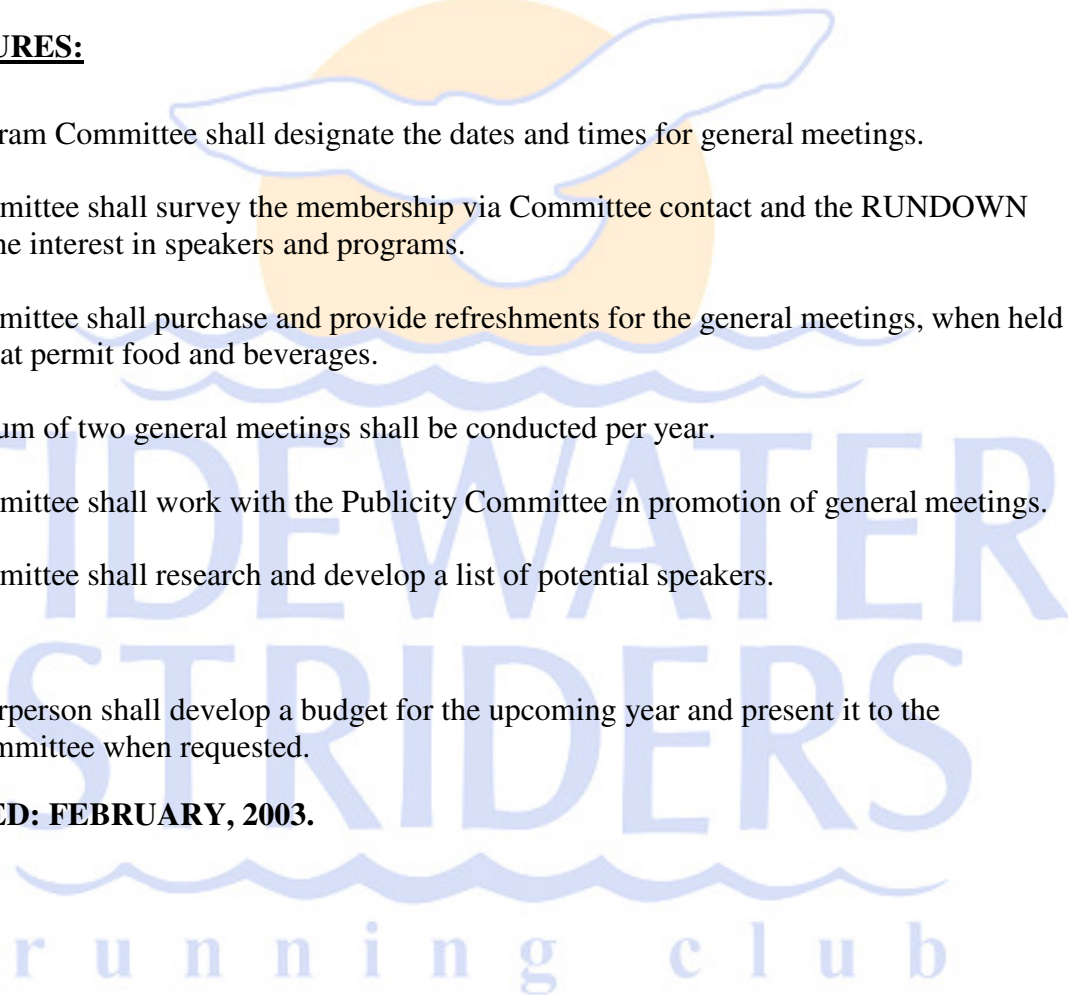 URES:
ram Committee shall designate the dates and times for general meetings.
mittee shall survey the membership via Committee contact and the RUNDOWN
ne interest in speakers and programs.
mittee shall purchase and provide refreshments for the general meetings, when held
at permit food and beverages.
um of two general meetings shall be conducted per year.
mittee shall work with the Publicity Committee in promotion of general meetings.
mittee shall research and develop a list of potential speakers.
rperson shall develop a budget for the upcoming year and present it to the
mmittee when requested.
ED: FEBRUARY, 2003.
TIDEWATER
STRIDERS
running club